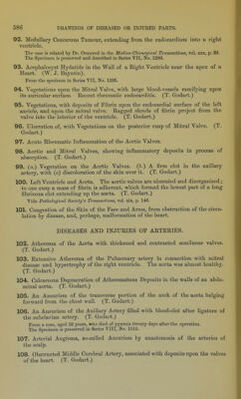 586 DRAWINGS OF DISEASED OR INJURED PARTS.
92. Medullary Cancerous Tumour, extending from the endocardium into a right
ventricle.
The case is related by Dr. Ormerod in the Medico-Chirurgical Transactions, vol. xxx, p. 39.
The Specimen is preserved and described in Series VII, No. 1286.
93. Acephalocyst Hydatids in the Wall of a Right Ventricle near the apex of a
Heart. (W. J. Bayntin).
From the specimen in Series VII, No. 1295.
94. Vegetations upon the Mitral Valve, with large blood-vessels ramifying upon
its auricular surface. Recent rheumatic endocarditis. (T. Godart.)
95. Vegetations, with deposits of Fibrin upon the endocardial surface of the left
auricle, and upon the mitral valve. Ragged shreds of fibrin project from the
valve into the interior of the ventricle. (T. Godart.)
96. Ulceration of, with Vegetations on the posterior cusp of Mitral Valve. (T.
Godart.)
97. Acute Rheumatic Inflammation of the Aortic Valves.
98. Aortic and Mitral Valves, showing inflammatory deposits in process of
absorption. (T. Godart.)
99. (a.) Vegetation on the Aortic Valves. (b.) A firm clot in the axillary
artery, with (c) discoloration of the skin over it. (T. Godart.)
100. Left Ventricle and Aorta. The aortic valves are ulcerated and disorganised;
to one cusp a mass of fibrin is adherent, which formed the lowest part of a long
fibrinous clot extending up the aorta. (T. Godart.)
Vide Pathological Society's Transactions, vol. xix, p. 146.
101. Congestion of the Skin of the Face and Arms, from obstruction of the circu-
lation by disease, and, perhaps, malformation of the heart.
DISEASES AND INJURIES OF ARTERIES.
102. Atheroma of the Aorta with thickened and contracted semilunar valves.
(T. Godart.)
103. Extensive Atheroma of the Pulmonary artery in connection with mitral
disease and hypertrophy of the right ventricle. The aorta was almost healthy.
(T. Godart.)
104. Calcareous Degeneration of Atheromatous Deposits in the walls of an abdo-
minal aorta. (T. Godart.)
105. An Aneurism of the transverse portion of the arch of the aorta bulging
forward from the chest wall. (T. Godart.)
106. An Aneurism of the Axillary Artery filled with blood-clot after ligature of
the subclavian artery. (T. Godart.)
From a man, aged 52 years, who died of pyæmia twenty days after the operation.
The Specimen is preserved in Series VIII, No. 1515.
107. Arterial Angioma, so-called Aneurism by anastomosis of the arteries of
the scalp.
108. Obstructed Middle Cerebral Artery, associated with deposits upon the valves
of the heart. (T. Godart.)